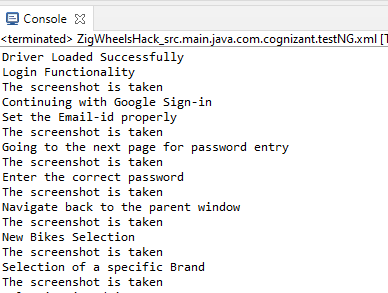 Console
<terminated> ZigWheelsHack_src.main.java.com.cognizant.testNG.xml [T
Driver Loaded Successfully
Login Functionality
The screenshot is taken
Continuing with Google Sign-in
Set the Email-id properly
The screenshot is taken
Going to the next page for password entry
The screenshot is taken
Enter the correct password
The screenshot is taken
Navigate back to the parent window
The screenshot is taken
New Bikes Selection
The screenshot is taken
Selection of a specific Brand
The screenshot is taken